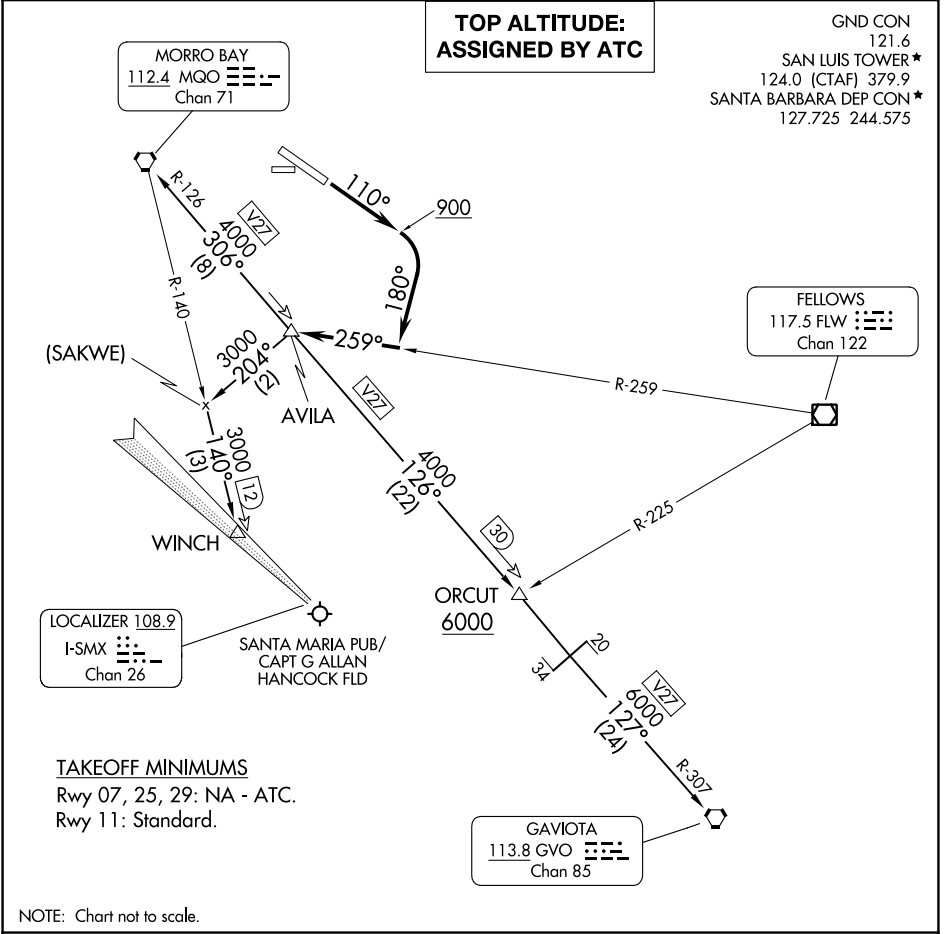 TOP ALTITUDE:
ASSIGNED BY ATC
GND CON
121.6
SAN LUIS TOWER★
124.0 (CTAF) 379.9
SANTA BARBARA DEP CON★
127.725 244.575
MORRO BAY
112.4 MQO
Chan 71
R-126
4000
306°
(8)
V27
110°
900
180°
R-140
FELLOWS
117.5 FLW
Chan 122
(SAKWE)
3000
204°
(2)
259°
R-259
AVILA
V27
x
3000
140°
(3)
12
4000
126°
(22)
R-225
WINCH
30
ORCUT
6000
LOCALIZER 108.9
I-SMX
Chan 26
SANTA MARIA PUB/
CAPT G ALLAN
HANCOCK FLD
20
34
V27
6000
127°
(24)
R-307
TAKEOFF MINIMUMS
Rwy 07, 25, 29: NA - ATC.
Rwy 11: Standard.
GAVIOTA
113.8 GVO
Chan 85
NOTE: Chart not to scale.